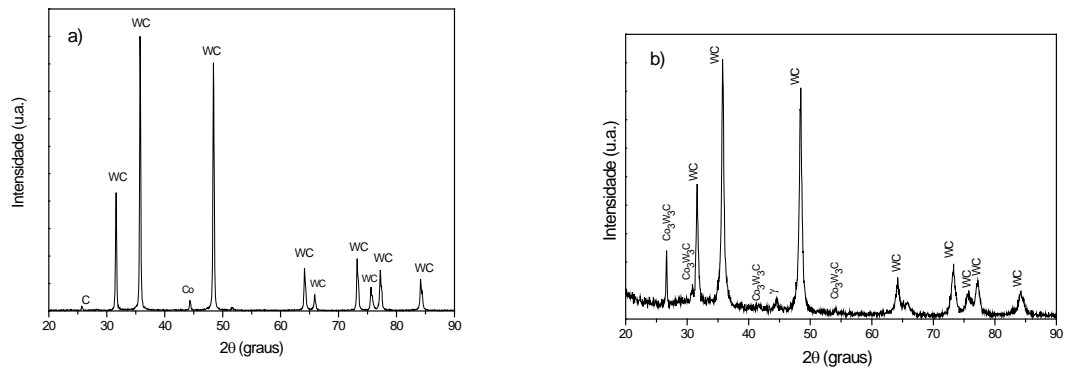 a)
WC
WC
WC
WC
WC
WC
WC
WC
WC
C
Co
Intensidade (u.a.)
20 30 40 50 60 70 80 90
2θ (graus)
b)
WC
WC
WC
WC
WC
WC
WC
WC
Co₃W₃C
Co₃W₃C
Co₃W₃C
γ
Co₃W₃C
Intensidade (u.a.)
20 30 40 50 60 70 80 90
2θ (graus)